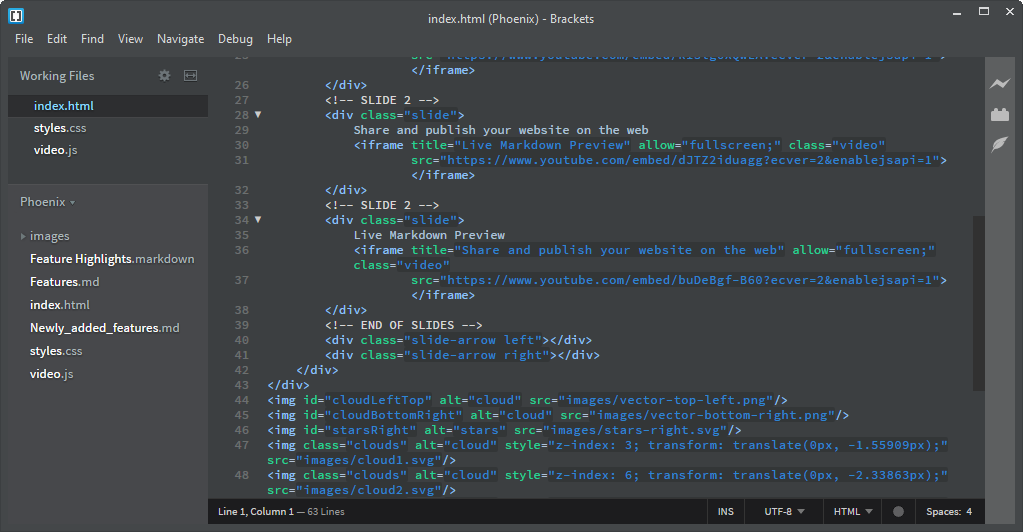 index.html (Phoenix) - Brackets
File Edit Find View Navigate Debug Help
Working Files
index.html
styles.css
video.js
Phoenix
images
Feature Highlights.markdown
Features.md
index.html
Newly_added_features.md
styles.css
video.js
</iframe>
26 </div>
27 <!-- SLIDE 2 -->
28 <div class="slide">
29 Share and publish your website on the web
30 <iframe title="Live Markdown Preview" allow="fullscreen;" class="video"
31 src="https://www.youtube.com/embed/dJTZ2iduagg?ecver=2&enablejsapi=1">
</iframe>
32 </div>
33 <!-- SLIDE 2 -->
34 <div class="slide">
35 Live Markdown Preview
36 <iframe title="Share and publish your website on the web" allow="fullscreen;"
class="video"
37 src="https://www.youtube.com/embed/buDeBgf-B60?ecver=2&enablejsapi=1">
</iframe>
38 </div>
39 <!-- END OF SLIDES -->
40 <div class="slide-arrow left"></div>
41 <div class="slide-arrow right"></div>
42 </div>
43 </div>
44 <img id="cloudLeftTop" alt="cloud" src="images/vector-top-left.png"/>
45 <img id="cloudBottomRight" alt="cloud" src="images/vector-bottom-right.png"/>
46 <img id="starsRight" alt="stars" src="images/stars-right.svg"/>
47 <img class="clouds" alt="cloud" style="z-index: 3; transform: translate(0px, -1.55909px);"
src="images/cloud1.svg"/>
48 <img class="clouds" alt="cloud" style="z-index: 6; transform: translate(0px, -2.33863px);"
src="images/cloud2.svg"/>
Line 1, Column 1 — 63 Lines INS UTF-8 HTML Spaces: 4